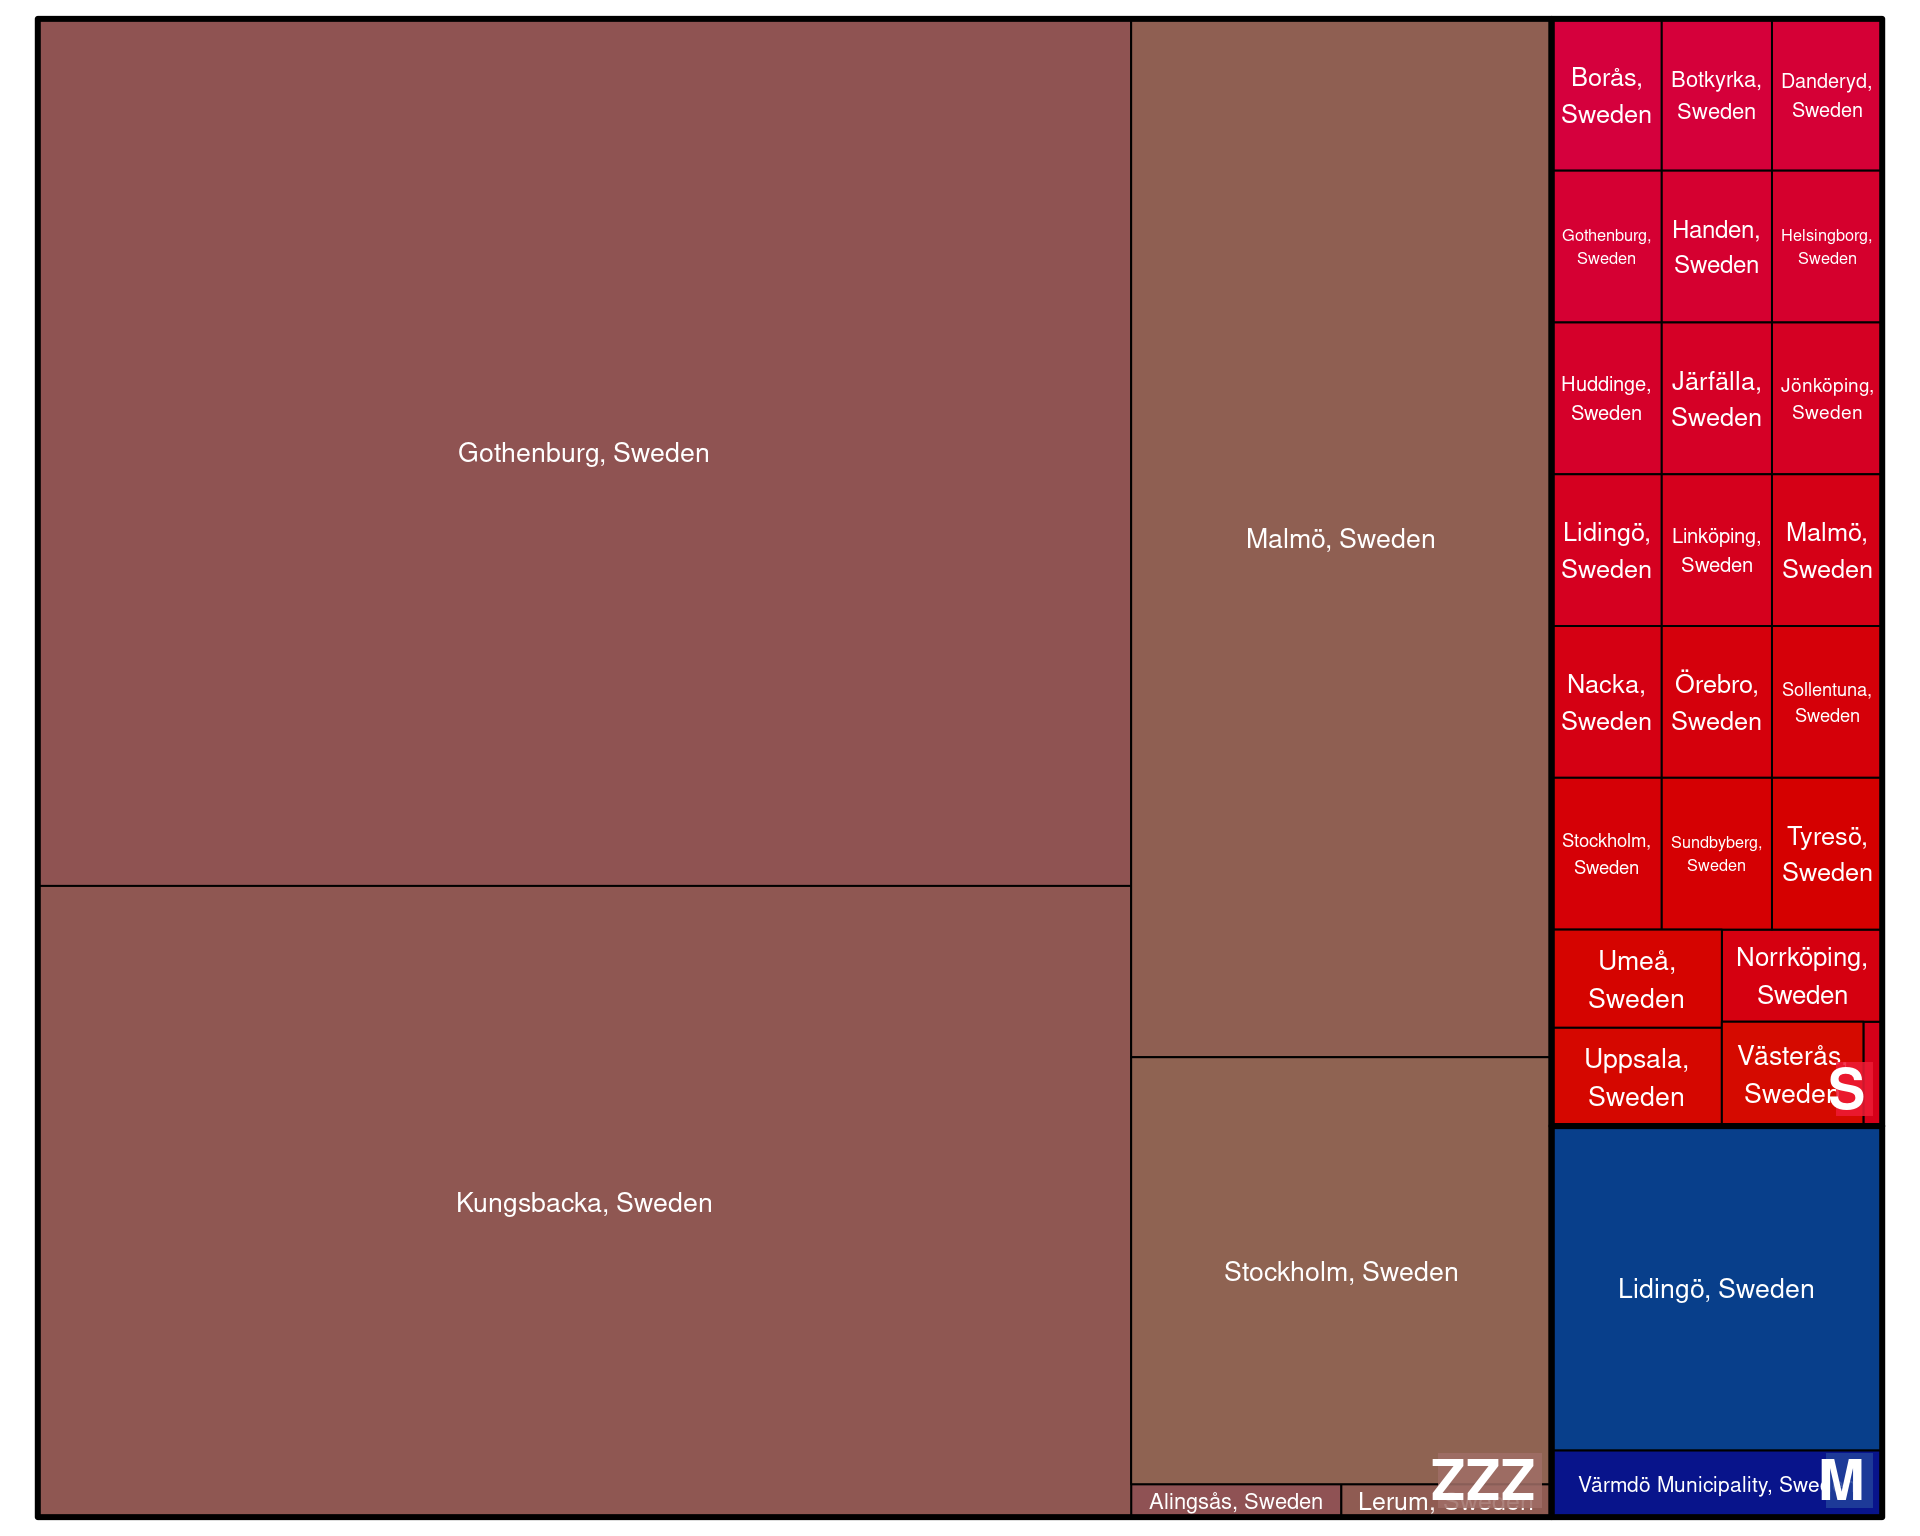 Gothenburg, Sweden
Kungsbacka, Sweden
Malmö, Sweden
Stockholm, Sweden
Alingsås, Sweden
Lerum, Sweden
ZZZ
Borås,
Sweden
Botkyrka,
Sweden
Danderyd,
Sweden
Gothenburg,
Sweden
Handen,
Sweden
Helsingborg,
Sweden
Huddinge,
Sweden
Järfälla,
Sweden
Jönköping,
Sweden
Lidingö,
Sweden
Linköping,
Sweden
Malmö,
Sweden
Nacka,
Sweden
Örebro,
Sweden
Sollentuna,
Sweden
Stockholm,
Sweden
Sundbyberg,
Sweden
Tyresö,
Sweden
Umeå,
Sweden
Norrköping,
Sweden
Uppsala,
Sweden
Västerås,
Sweden
S
Lidingö, Sweden
Värmdö Municipality, Sweden
M